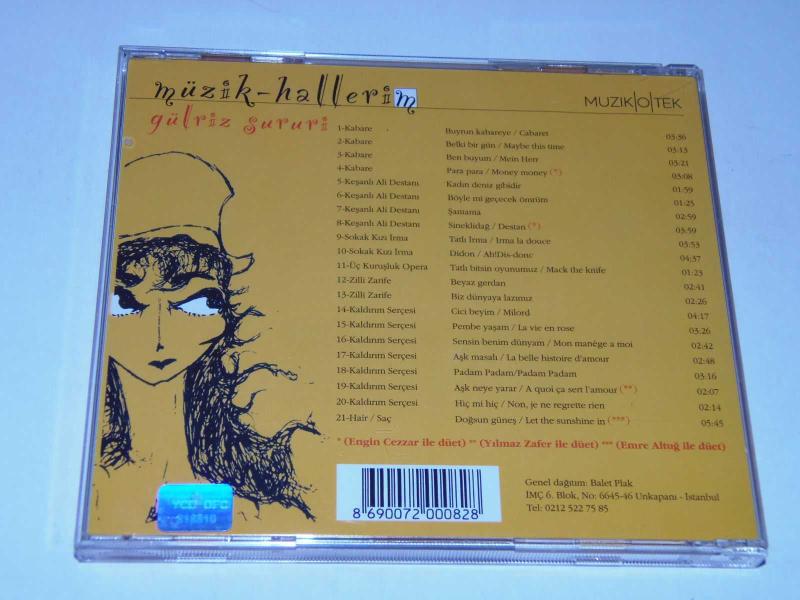 müzik-hallerim
MUZIK|O|TEK
gülriz sururi
1-Kabare Buyrun kabareye / Cabaret 03:36
2-Kabare Belki bir gün / Maybe this time 03:13
3-Kabare Ben buyum / Mein Herr 03:21
4-Kabare Para para / Money money (*) 03:08
5-Keşanlı Ali Destanı Kadın deniz gibidir 01:59
6-Keşanlı Ali Destanı Böyle mi geçecek ömrüm 01:25
7-Keşanlı Ali Destanı Şamama 02:59
8-Keşanlı Ali Destanı Sineklidağ / Destan (*) 03:59
9-Sokak Kızı İrma Tatlı Irma / Irma la douce 03:53
10-Sokak Kızı İrma Didon / Ah!Dis-donc 04:37
11-Üç Kuruşluk Opera Tatlı bitsin oyunumuz / Mack the knife 01:23
12-Zilli Zarife Beyaz gerdan 02:41
13-Zilli Zarife Biz dünyaya lazımız 02:26
14-Kaldırım Serçesi Cici beyim / Milord 04:17
15-Kaldırım Serçesi Pembe yaşam / La vie en rose 03:26
16-Kaldırım Serçesi Sensin benim dünyam / Mon manège a moi 02:42
17-Kaldırım Serçesi Aşk masalı / La belle histoire d'amour 02:48
18-Kaldırım Serçesi Padam Padam/Padam Padam 03:16
19-Kaldırım Serçesi Aşk neye yarar / A quoi ça sert l'amour (**) 02:07
20-Kaldırım Serçesi Hiç mi hiç / Non, je ne regrette rien 02:14
21-Hair / Saç Doğsun güneş / Let the sunshine in (***) 05:45
* (Engin Cezzar ile düet) ** (Yılmaz Zafer ile düet) *** (Emre Altuğ ile düet)
8 690072 000828
Genel dağıtım: Balet Plak
IMÇ 6. Blok, No: 6645-46 Unkapanı - İstanbul
Tel: 0212 522 75 85